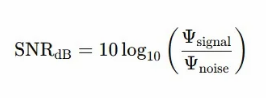 SNR_dB = 10 log_10 (Ψ_signal / Ψ_noise)